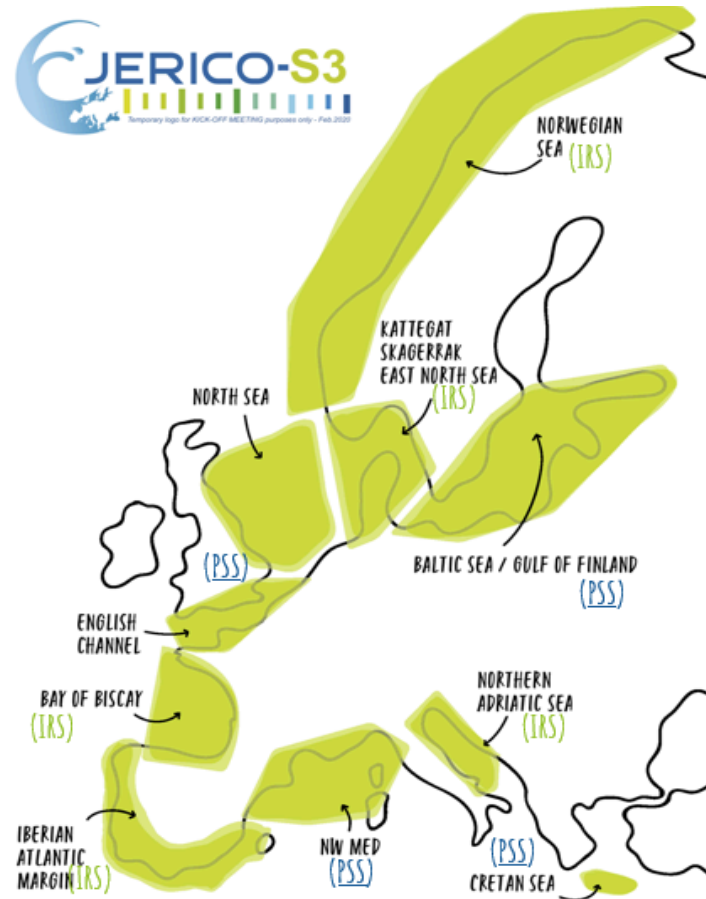 JERICO-S3
Temporary logo for KICK-OFF MEETING purposes only - Feb.2020
NORWEGIAN
SEA (IRS)
KATTEGAT
SKAGERRAK
EAST NORTH SEA
(IRS)
NORTH SEA
(PSS)
BALTIC SEA / GULF OF FINLAND
(PSS)
ENGLISH
CHANNEL
BAY OF BISCAY
(IRS)
NORTHERN
ADRIATIC SEA
(IRS)
IBERIAN
ATLANTIC
MARGIN (IRS)
NW MED
(PSS)
(PSS)
CRETAN SEA